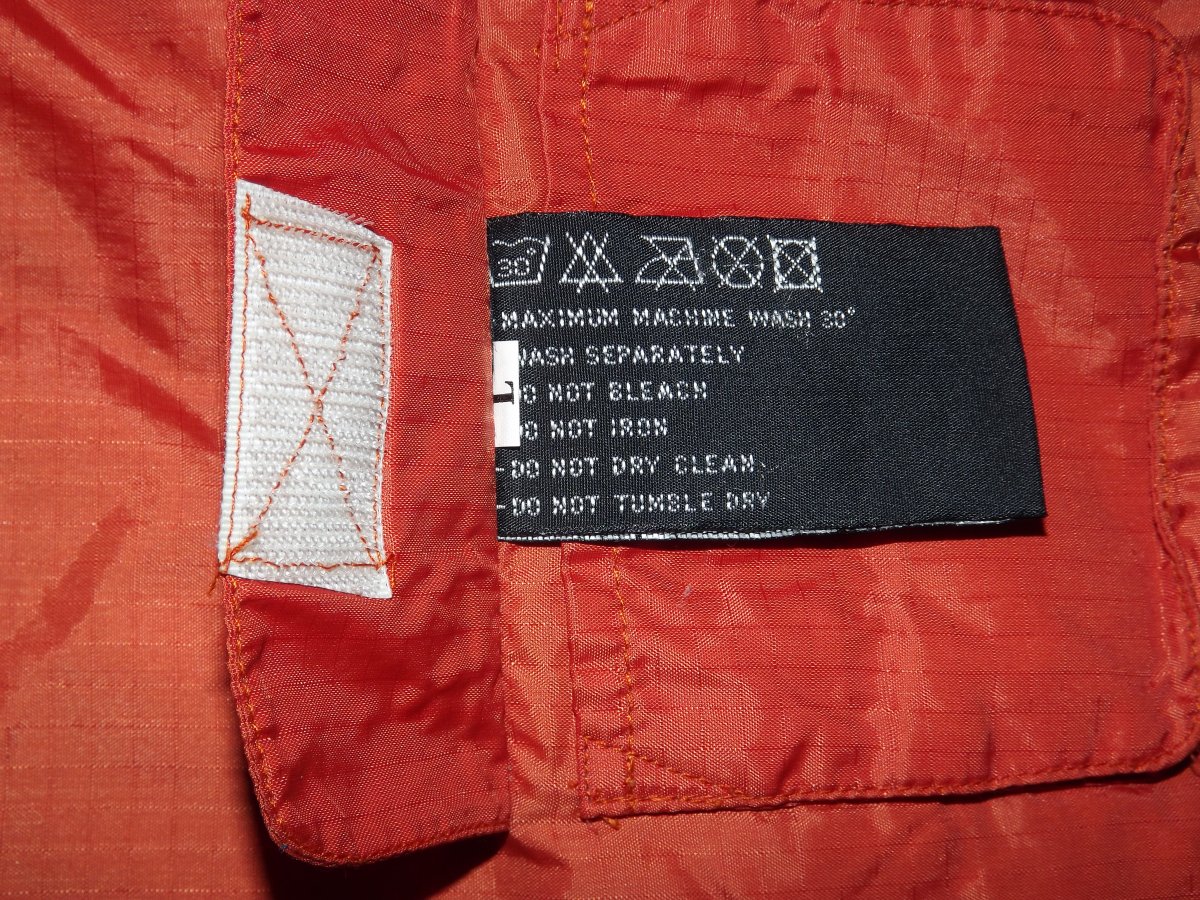 30
MAXIMUM MACHINE WASH 30°
WASH SEPARATELY
DO NOT BLEACH
DO NOT IRON
-DO NOT DRY CLEAN
-DO NOT TUMBLE DRY
L